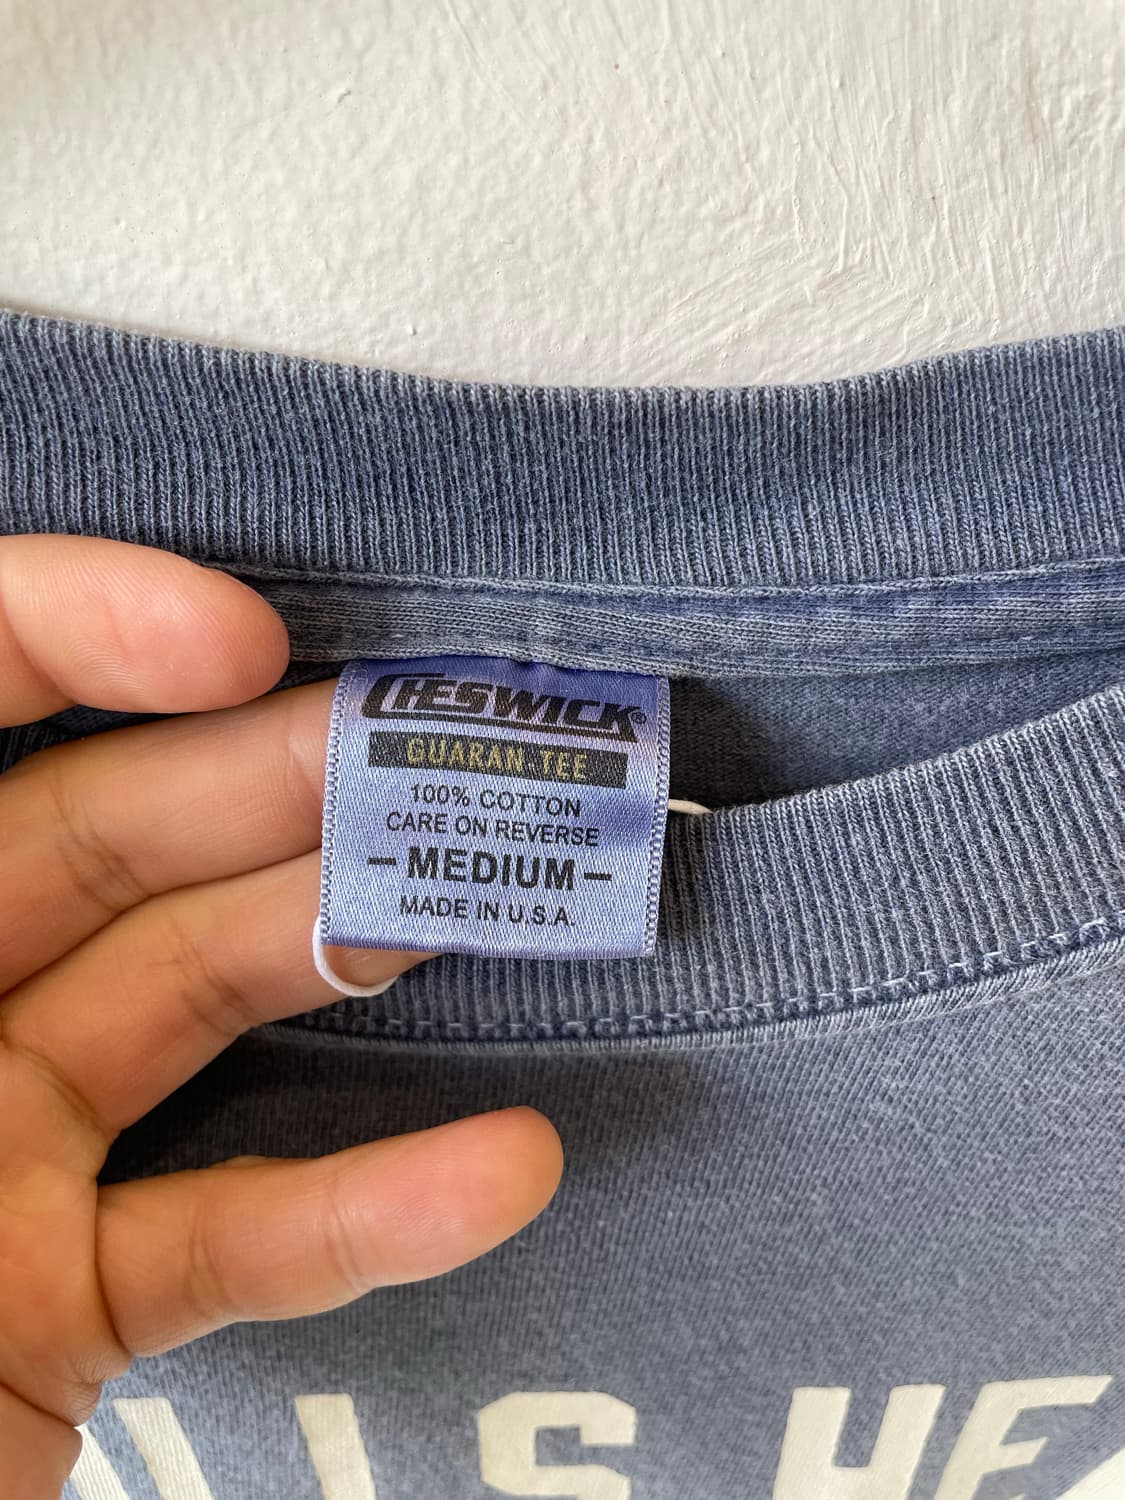 CHESWICK®
GUARAN-TEE
100% COTTON
CARE ON REVERSE
– MEDIUM –
MADE IN U.S.A.